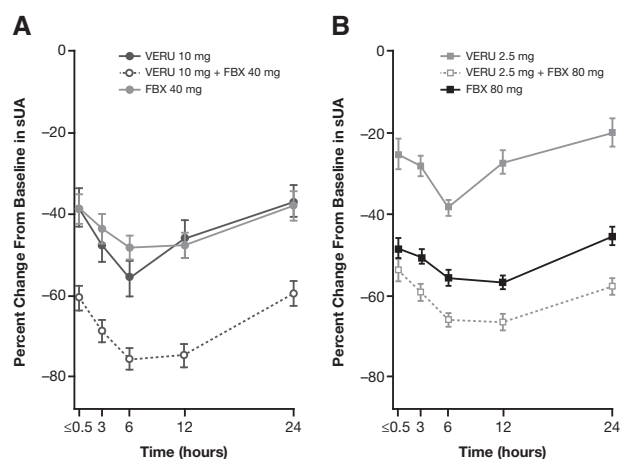 A
Percent Change From Baseline in sUA
0
–20
–40
–60
–80
VERU 10 mg
VERU 10 mg + FBX 40 mg
FBX 40 mg
≤0.5 3 6 12 24
Time (hours)
B
Percent Change From Baseline in sUA
0
–20
–40
–60
–80
VERU 2.5 mg
VERU 2.5 mg + FBX 80 mg
FBX 80 mg
≤0.5 3 6 12 24
Time (hours)